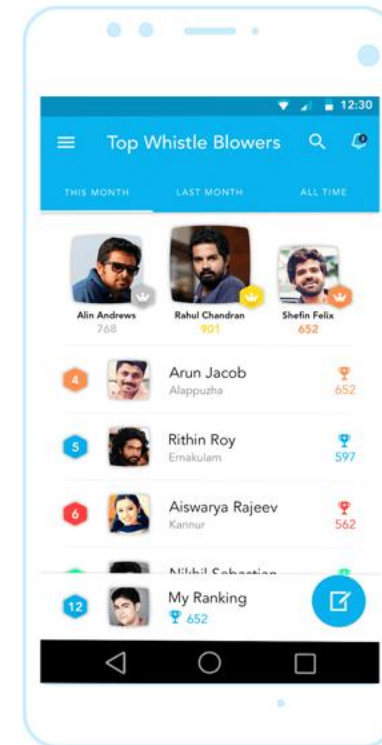 12:30
Top Whistle Blowers
THIS MONTH LAST MONTH ALL TIME
Alin Andrews Rahul Chandran Shefin Felix
768 901 652
4 Arun Jacob
Alappuzha 652
5 Rithin Roy
Ernakulam 597
6 Aiswarya Rajeev
Kannur 562
Nikhil Sebastian
12 My Ranking
652